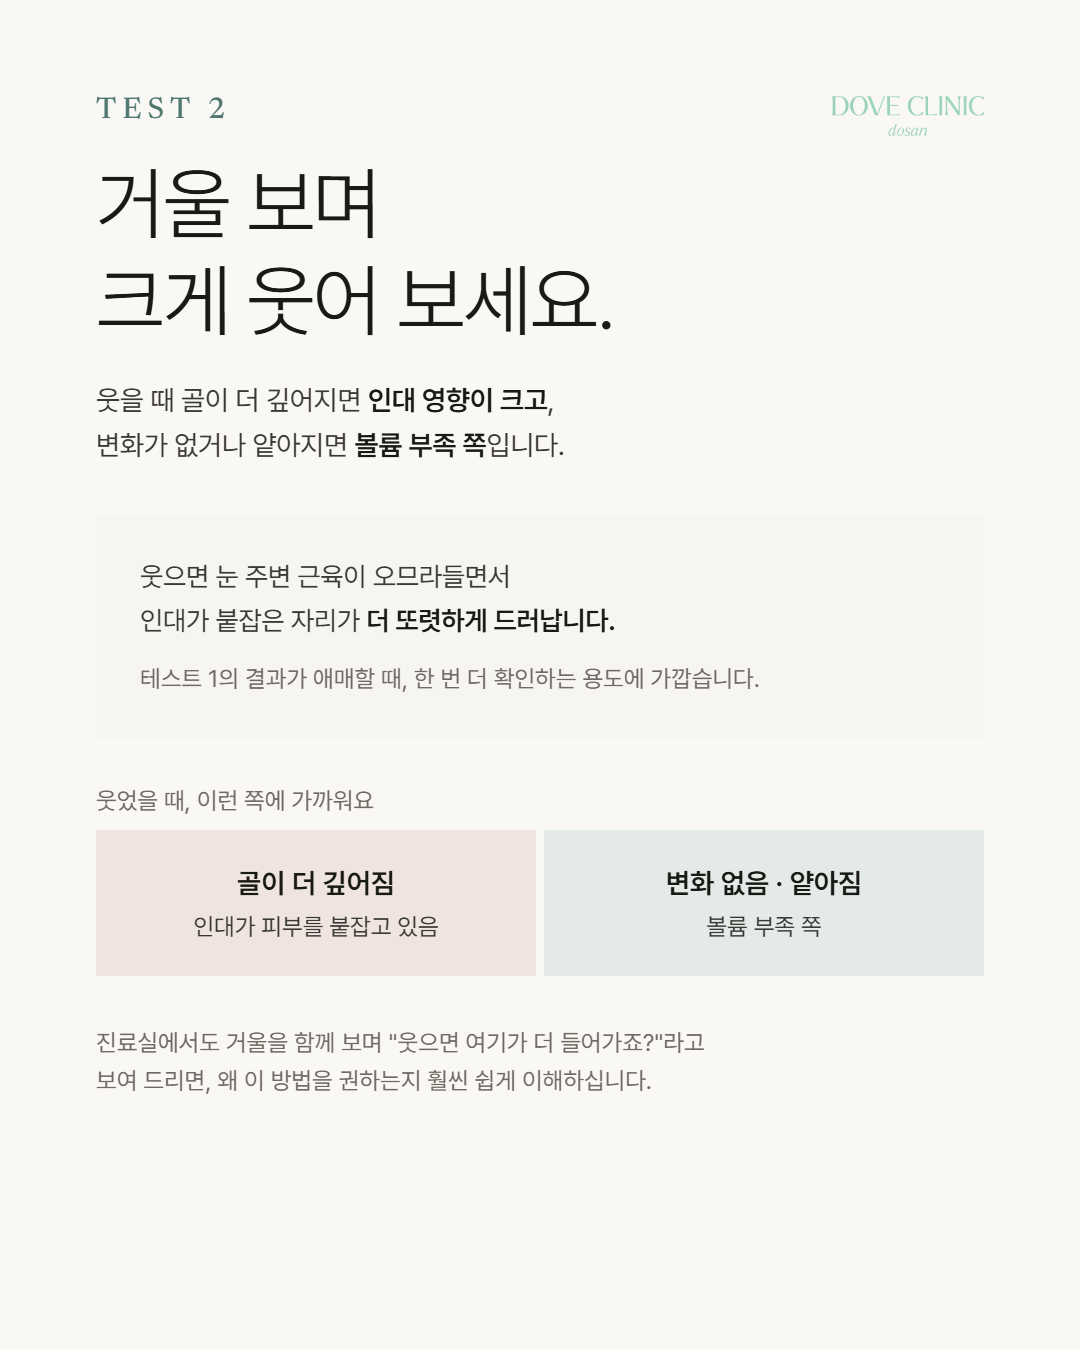 TEST 2
DOVE CLINIC
dosan
거울 보며
크게 웃어 보세요.
웃을 때 골이 더 깊어지면 인대 영향이 크고,
변화가 없거나 얕아지면 볼륨 부족 쪽입니다.
웃으면 눈 주변 근육이 오므라들면서
인대가 붙잡은 자리가 더 또렷하게 드러납니다.
테스트 1의 결과가 애매할 때, 한 번 더 확인하는 용도에 가깝습니다.
웃었을 때, 이런 쪽에 가까워요
골이 더 깊어짐
인대가 피부를 붙잡고 있음
변화 없음 · 얕아짐
볼륨 부족 쪽
진료실에서도 거울을 함께 보며 "웃으면 여기가 더 들어가죠?"라고
보여 드리면, 왜 이 방법을 권하는지 훨씬 쉽게 이해하십니다.